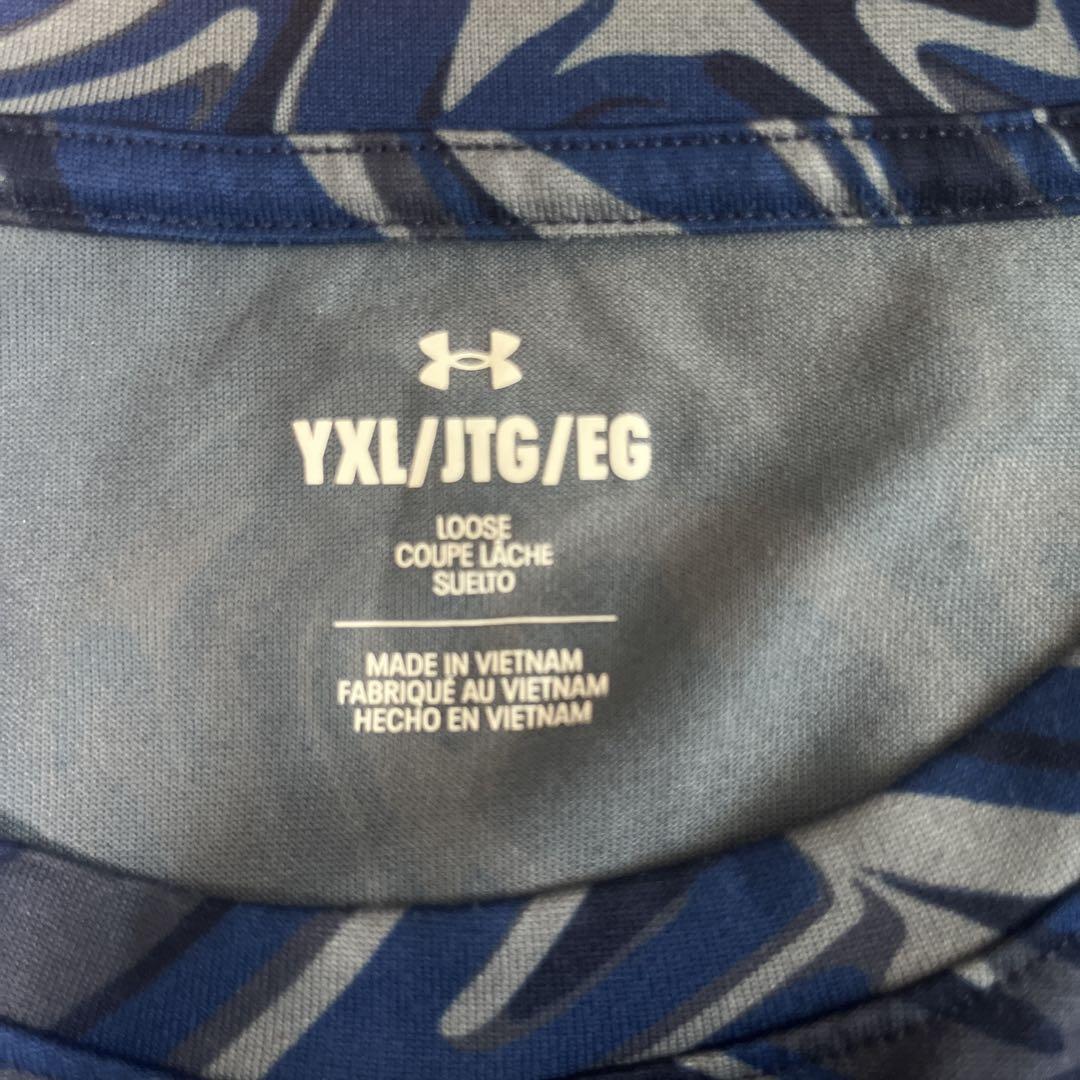 YXL/JTG/EG
LOOSE
COUPE LÂCHE
SUELTO
MADE IN VIETNAM
FABRIQUÉ AU VIETNAM
HECHO EN VIETNAM